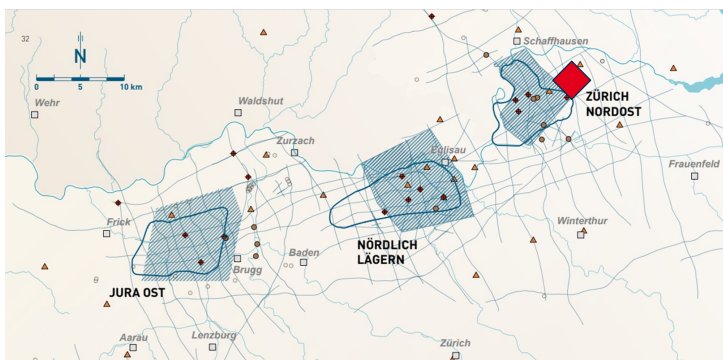 32
Schaffhausen
N
0 5 10 km
ZÜRICH
NORDOST
Wehr
Waldshut
Zurzach
Eglisau
Frauenfeld
Frick
Winterthur
NÖRDLICH
LÄGERN
Baden
Brugg
JURA OST
Aarau
Lenzburg
Zürich